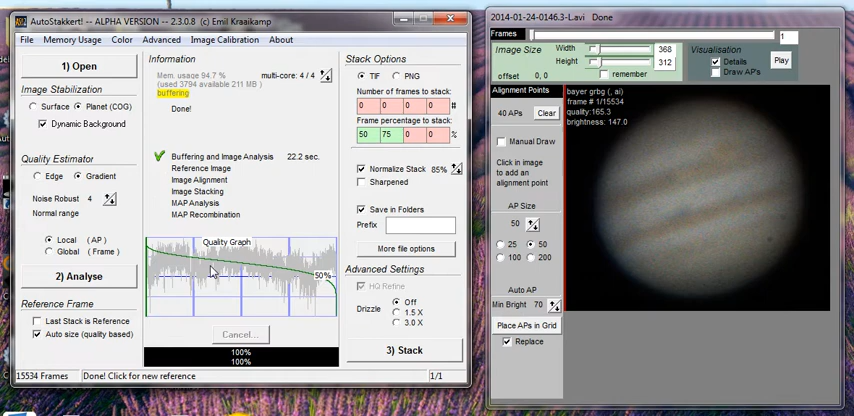 AutoStakkert! -- ALPHA VERSION -- 2.3.0.8 (c) Emil Kraaikamp
File Memory Usage Color Advanced Image Calibration About
1) Open
Image Stabilization
Surface Planet (COG)
Dynamic Background
Quality Estimator
Edge Gradient
Noise Robust 4
Normal range
Local ( AP )
Global ( Frame )
2) Analyse
Reference Frame
Last Stack is Reference
Auto size (quality based)
Information
Mem. usage 94.7 % multi-core: 4 / 4
(used 3794 available 211 MB )
buffering
Done!
Buffering and Image Analysis 22.2 sec.
Reference Image
Image Alignment
Image Stacking
MAP Analysis
MAP Recombination
Quality Graph
50%
Cancel...
100%
100%
Stack Options
TIF PNG
Number of frames to stack:
0 0 0 0 #
Frame percentage to stack:
50 75 0 0 %
Normalize Stack 85%
Sharpened
Save in Folders
Prefix
More file options
Advanced Settings
HQ Refine
Drizzle
Off
1.5 X
3.0 X
3) Stack
15534 Frames Done! Click for new reference 1/1
2014-01-24-0146.3-L.avi Done
Frames 1
Image Size
Width 368
Height 312
offset 0, 0
remember
Visualisation
Details
Draw AP's
Play
Alignment Points
40 APs Clear
Manual Draw
Click in image
to add an
alignment point
AP Size
50
25 50
100 200
Auto AP
Min Bright 70
Place APs in Grid
Replace
bayer grbg (, ai)
frame # 1/15534
quality: 165.3
brightness: 147.0